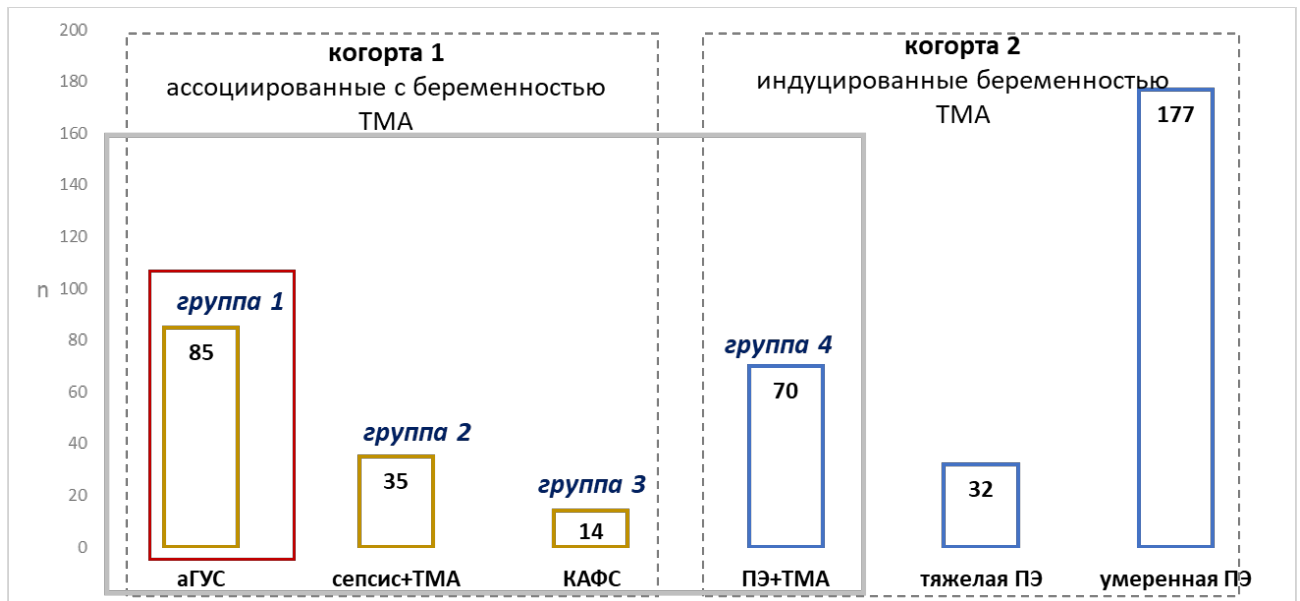 200
180
160
140
120
100
80
60
40
20
0
n
когорта 1
ассоциированные с беременностью
ТМА
когорта 2
индуцированные беременностью
ТМА
группа 1
85
группа 2
35
группа 3
14
группа 4
70
32
177
аГУС
сепсис+ТМА
КАФС
ПЭ+ТМА
тяжелая ПЭ
умеренная ПЭ